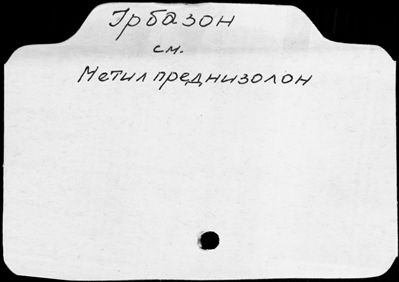 Урбазон
см.
Метилпреднизолон